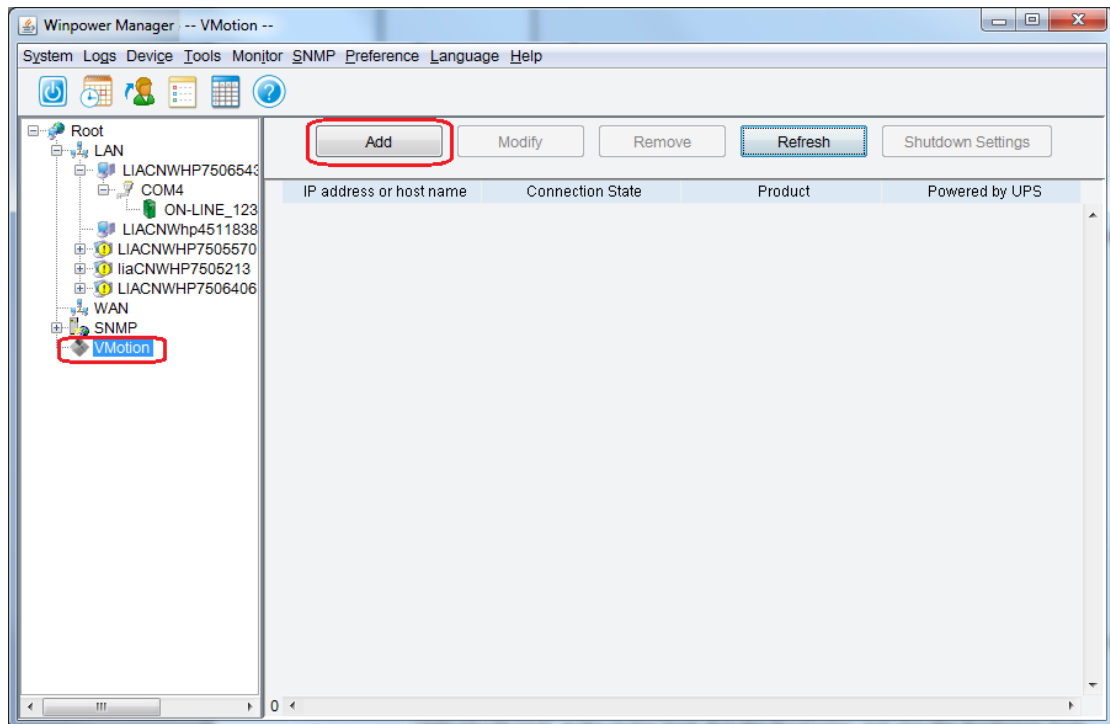 Winpower Manager -- VMotion --
System Logs Device Tools Monitor SNMP Preference Language Help
Root
LAN
LIACNWHP7506543
COM4
ON-LINE_123
LIACNWhp4511838
LIACNWHP7505570
liaCNWHP7505213
LIACNWHP7506406
WAN
SNMP
VMotion
Add Modify Remove Refresh Shutdown Settings
IP address or host name Connection State Product Powered by UPS
0